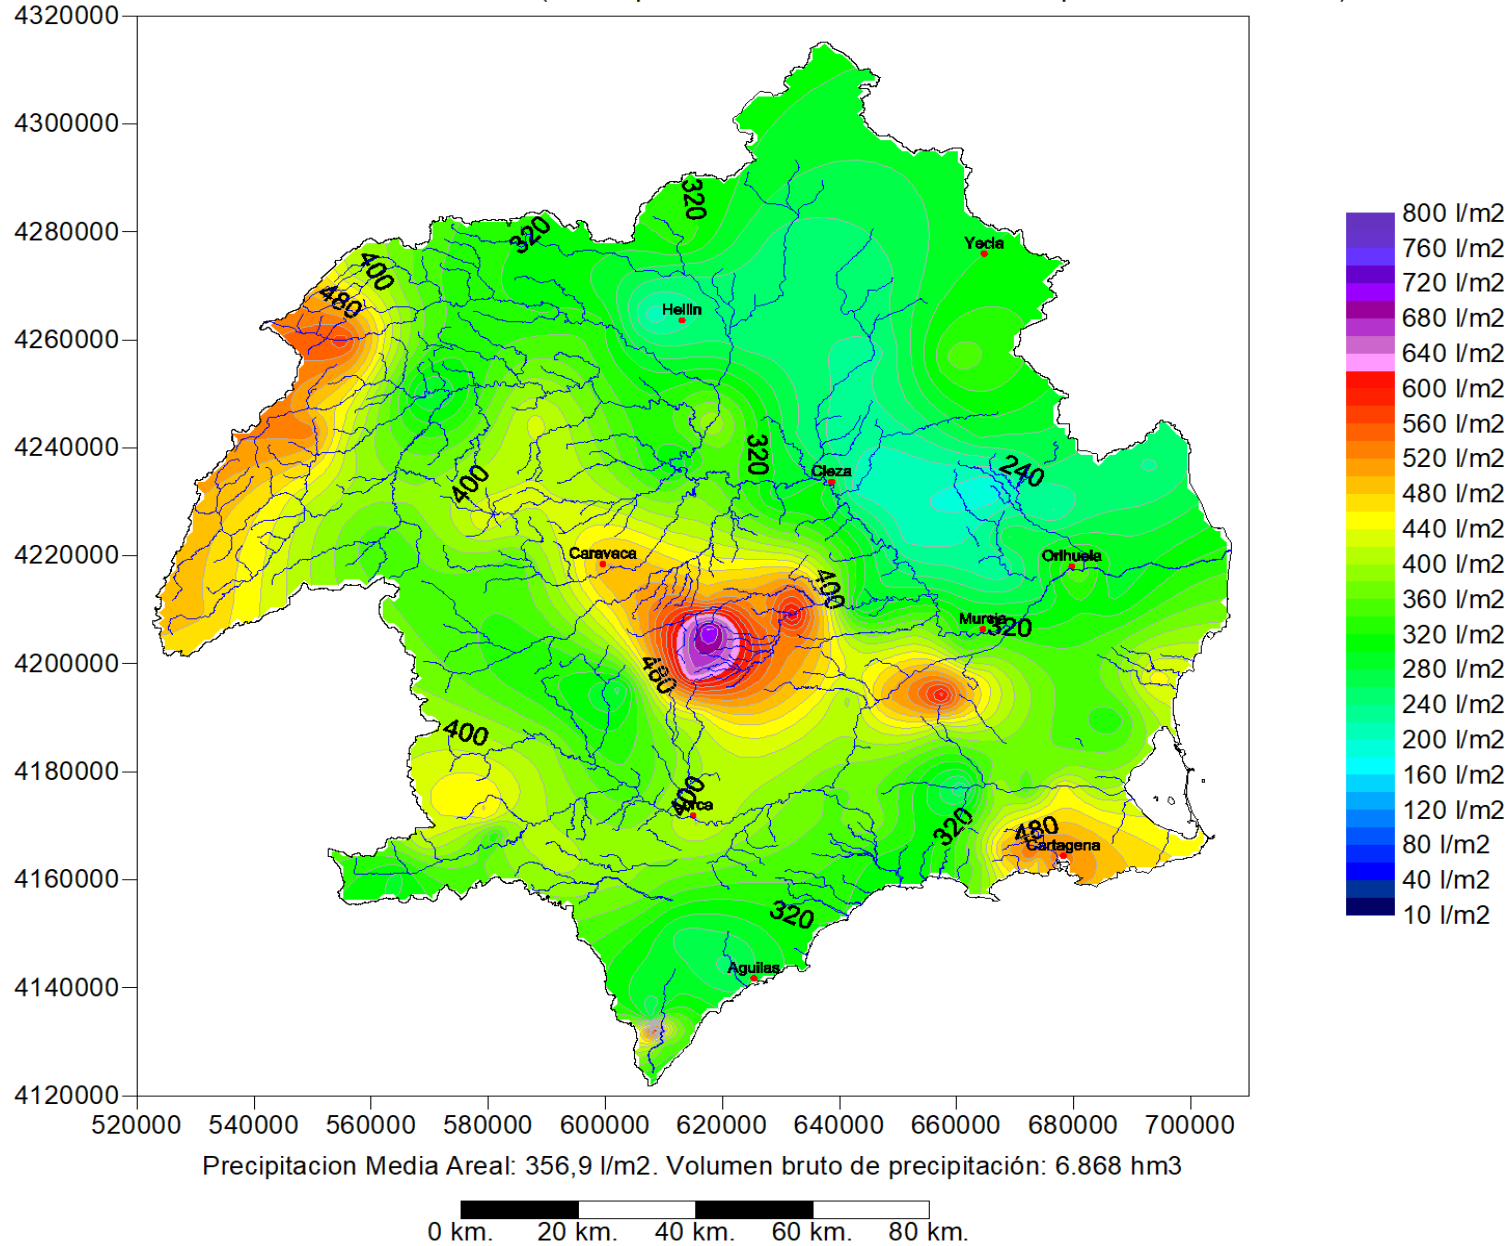 4320000
4300000
4280000
4260000
4240000
4220000
4200000
4180000
4160000
4140000
4120000
520000 540000 560000 580000 600000 620000 640000 660000 680000 700000
320
320
400
480
Yecla
Hellin
320
Cieza
240
400
Caravaca
Orihuela
400
Murcia
320
480
400
400
Lorca
320
480
Cartagena
320
Aguilas
800 l/m2
760 l/m2
720 l/m2
680 l/m2
640 l/m2
600 l/m2
560 l/m2
520 l/m2
480 l/m2
440 l/m2
400 l/m2
360 l/m2
320 l/m2
280 l/m2
240 l/m2
200 l/m2
160 l/m2
120 l/m2
80 l/m2
40 l/m2
10 l/m2
Precipitacion Media Areal: 356,9 l/m2. Volumen bruto de precipitación: 6.868 hm3
0 km. 20 km. 40 km. 60 km. 80 km.